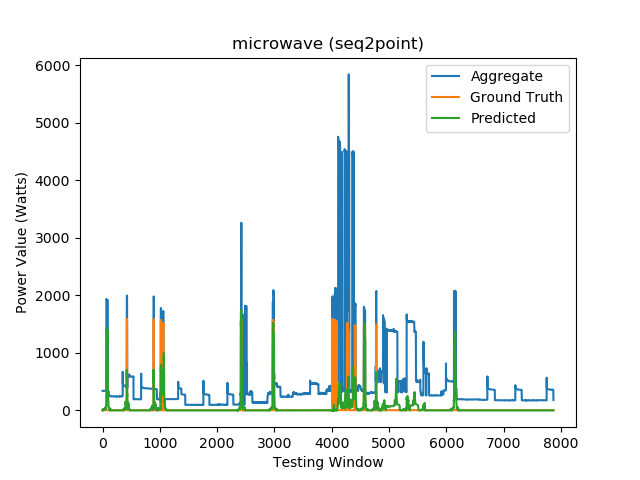 microwave (seq2point)
Aggregate
Ground Truth
Predicted
6000
5000
4000
3000
2000
1000
0
Power Value (Watts)
0 1000 2000 3000 4000 5000 6000 7000 8000
Testing Window